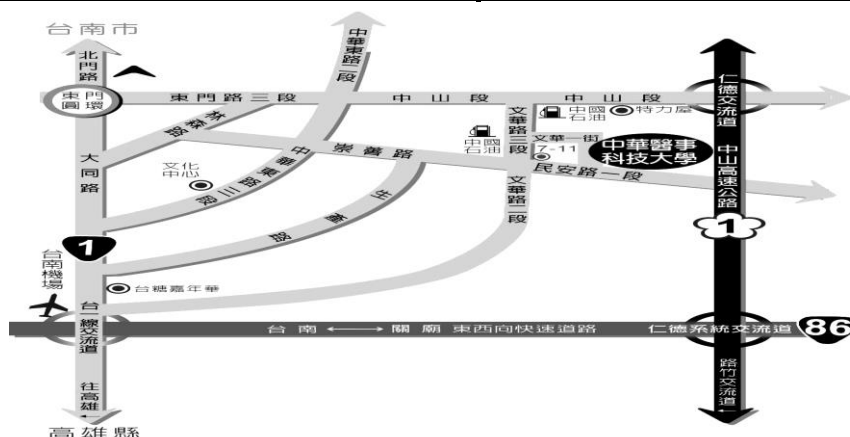 台南市
北門路
中華東路二段
仁德交流道
東門圓環
東門路三段
中山段
中山段
林森路
文華路三段
中國石油
特力屋
中國石油
文華一街
7-11
中華醫事科技大學
大同路
文化中心
中華東路三段
崇善路
民安路一段
中山高速公路
生產路
文華路二段
1
1
台南機場
台糖嘉年華
台一線交流道
台南 ←→ 關廟 東西向快速道路
仁德系統交流道
86
往高雄
路竹交流道
高雄縣